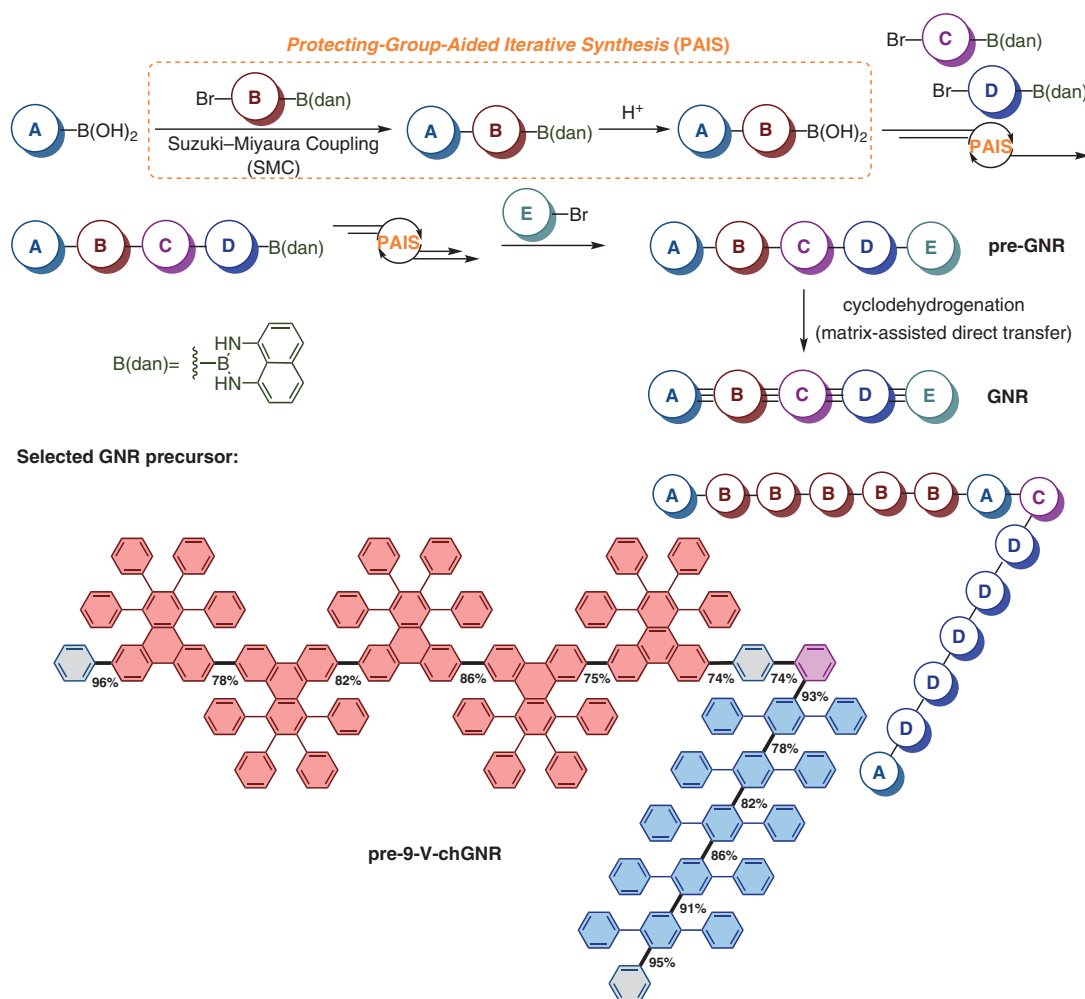 Protecting-Group-Aided Iterative Synthesis (PAIS)
Br C B(dan)
Br B B(dan)
Br D B(dan)
A B(OH)2
Suzuki–Miyaura Coupling
(SMC)
A B B(dan)
H+
A B B(OH)2
PAIS
A B C D B(dan)
PAIS
E Br
A B C D E
pre-GNR
cyclodehydrogenation
(matrix-assisted direct transfer)
B(dan)=
HN
B
HN
A B C D E
GNR
Selected GNR precursor:
A B B B B B A C
D
D
D
D
D
A
96% 78% 82% 86% 75% 74% 74%
93%
78%
82%
86%
91%
95%
pre-9-V-chGNR